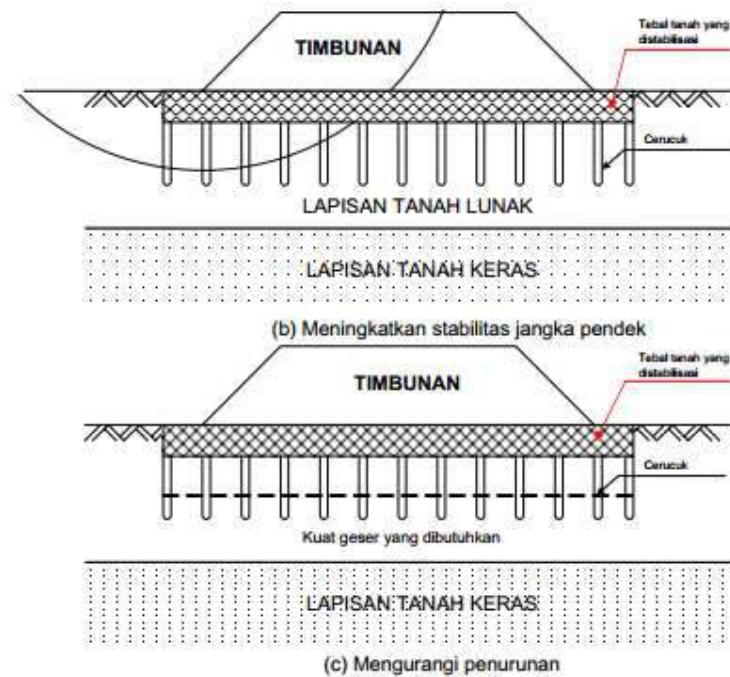 TIMBUNAN
Tebal tanah yang
distabilisasi
Cerucuk
LAPISAN TANAH LUNAK
LAPISAN TANAH KERAS
(b) Meningkatkan stabilitas jangka pendek
TIMBUNAN
Tebal tanah yang
distabilisasi
Cerucuk
Kuat geser yang dibutuhkan
LAPISAN TANAH KERAS
(c) Mengurangi penurunan